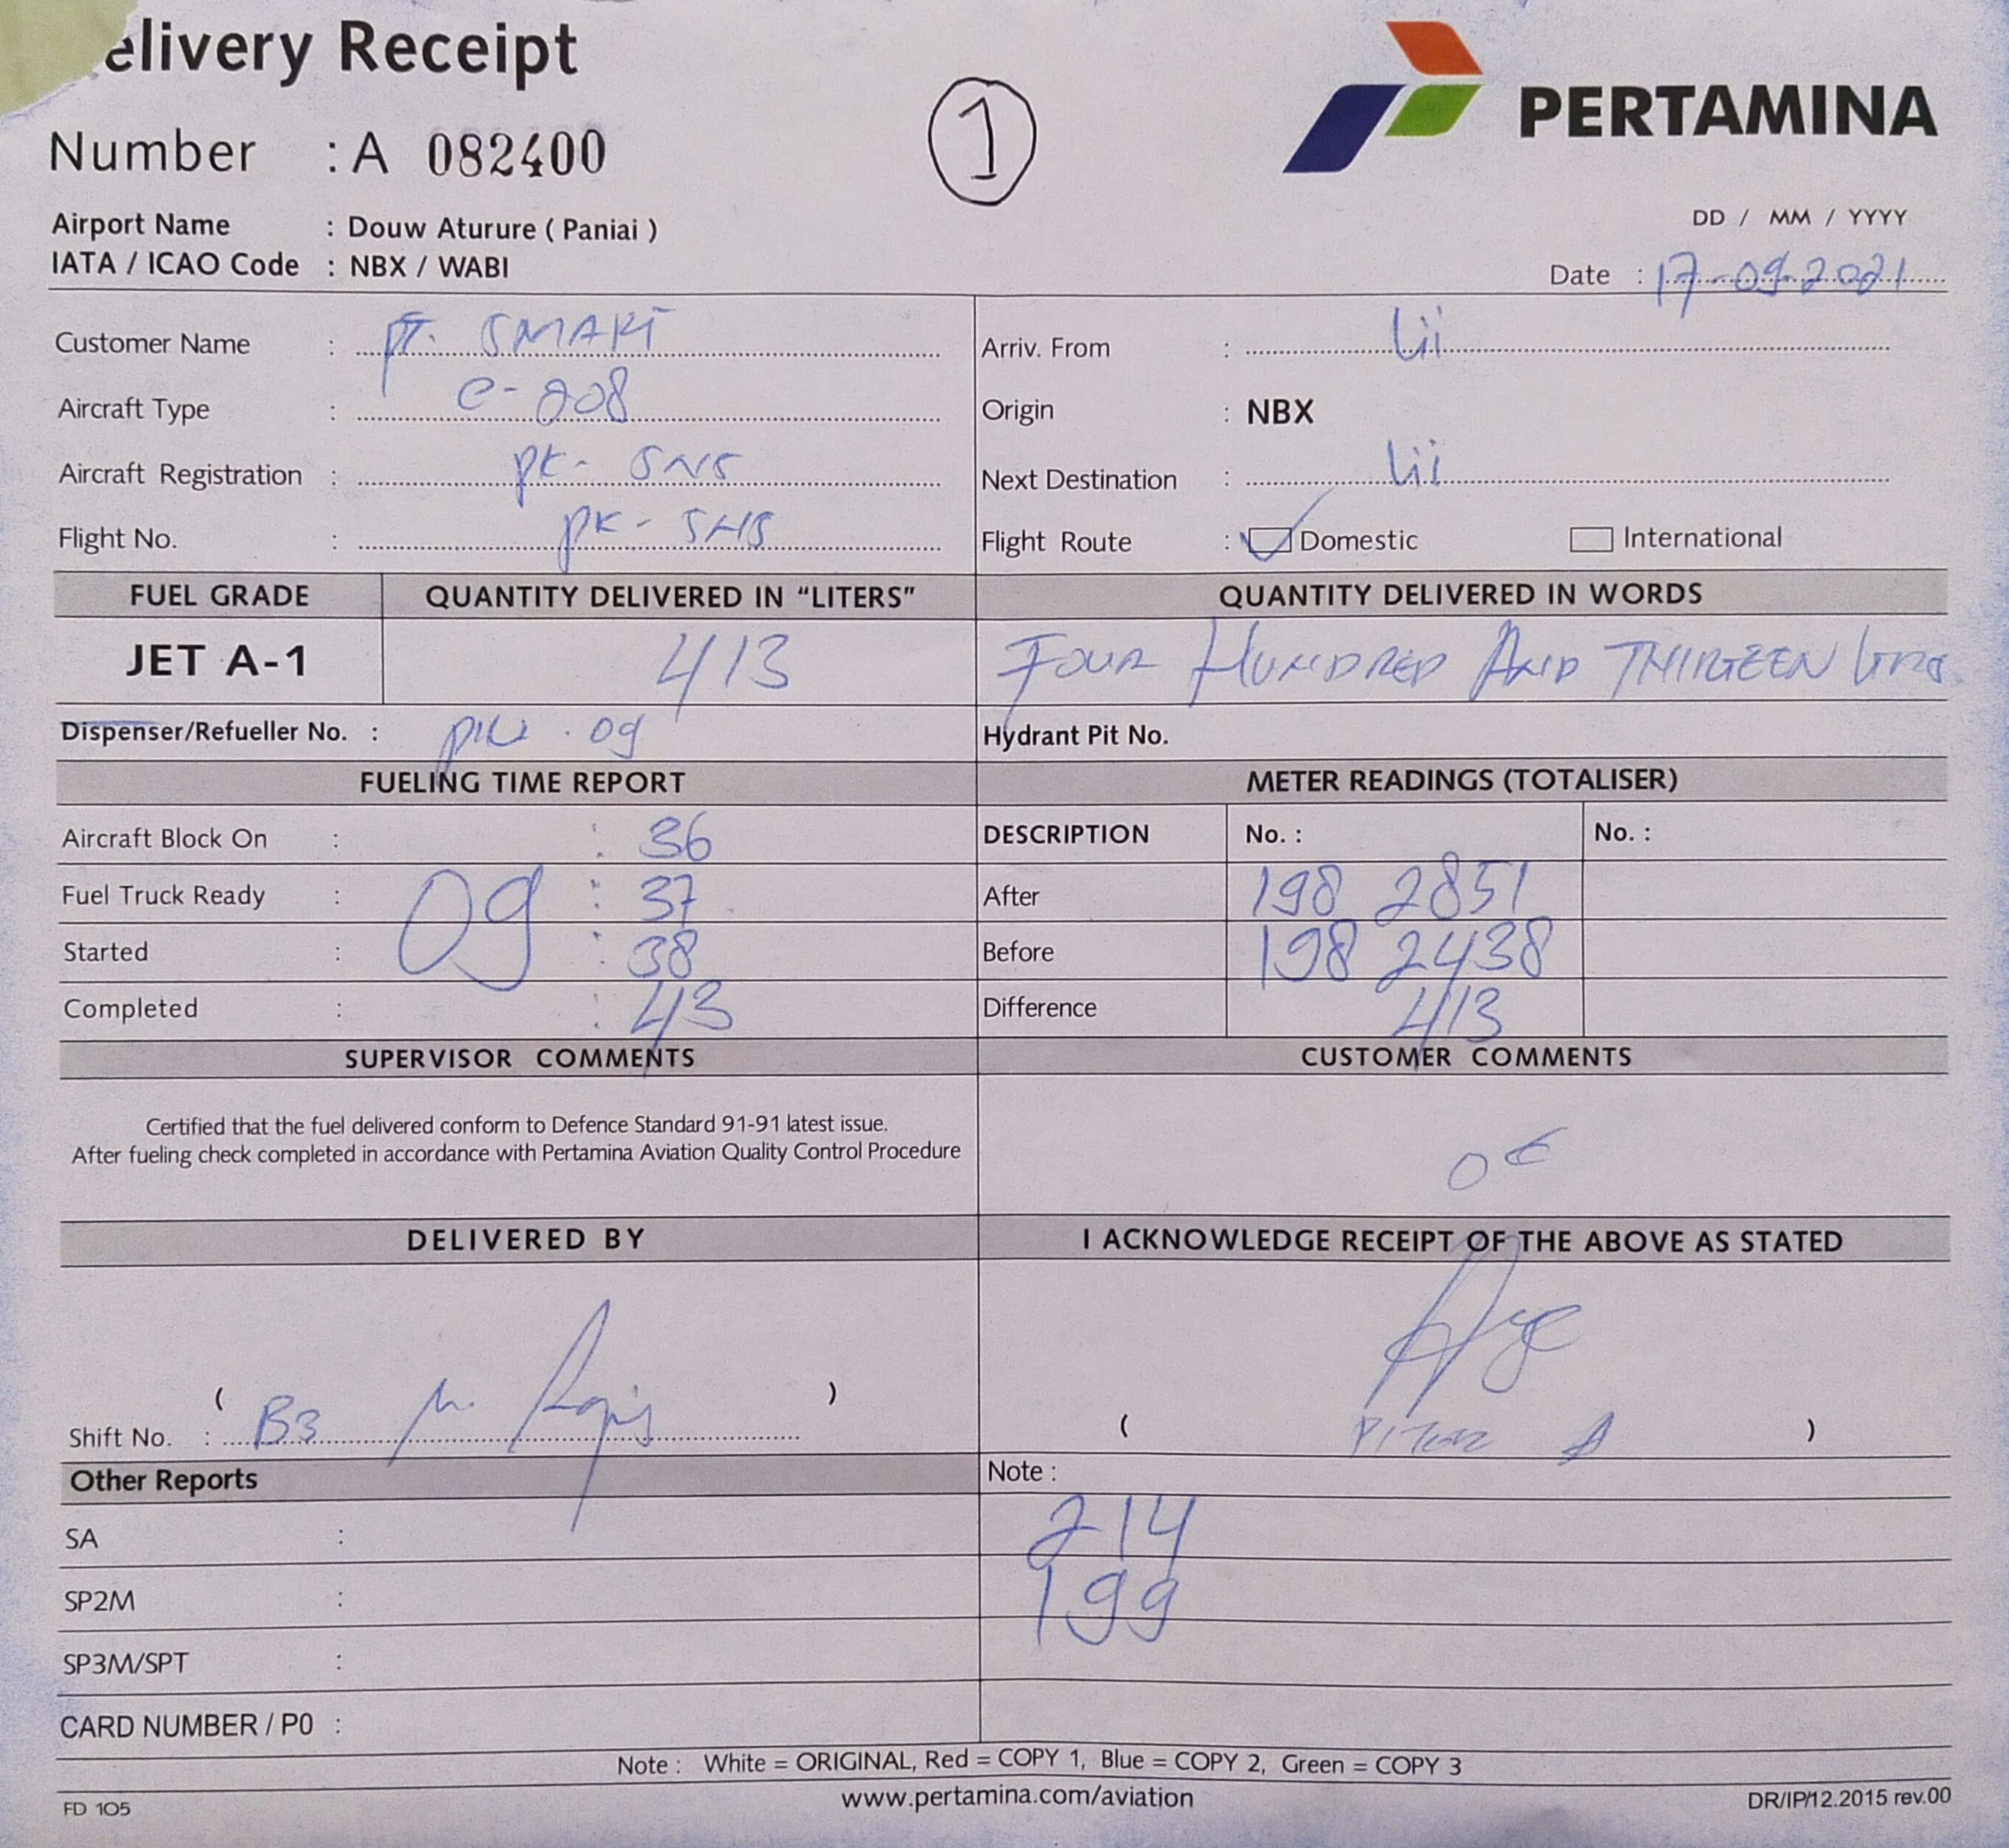 elivery Receipt
1
PERTAMINA
Number : A 082400
Airport Name : Douw Aturure ( Paniai )
IATA / ICAO Code : NBX / WABI
DD / MM / YYYY
Date : 17-09-2021
Customer Name : PT. SMART
Arriv. From : Lii
Aircraft Type : C-208
Origin : NBX
Aircraft Registration : PK- SNS
Next Destination : Lii
Flight No. : PK-
Flight Route : Domestic International
FUEL GRADE QUANTITY DELIVERED IN "LITERS" QUANTITY DELIVERED IN WORDS
JET A-1 413 FOUR HUNDRED AND THIRTEEN
Dispenser/Refueller No. : 09
Hydrant Pit No.
FUELING TIME REPORT METER READINGS (TOTALISER)
Aircraft Block On : : 36
DESCRIPTION No. : No. :
Fuel Truck Ready : 09 : 37
After 198 2851
Started : : 38
Before 198 2438
Completed : : 43
Difference 413
SUPERVISOR COMMENTS CUSTOMER COMMENTS
Certified that the fuel delivered conform to Defence Standard 91-91 latest issue.
After fueling check completed in accordance with Pertamina Aviation Quality Control Procedure
OK
DELIVERED BY I ACKNOWLEDGE RECEIPT OF THE ABOVE AS STATED
( )
Shift No. : B3 M.
( )
Other Reports
Note :
SA :
214
SP2M :
199
SP3M/SPT :
CARD NUMBER / P0 :
Note : White = ORIGINAL, Red = COPY 1, Blue = COPY 2, Green = COPY 3
www.pertamina.com/aviation
FD 105
DR/IP/12.2015 rev.00